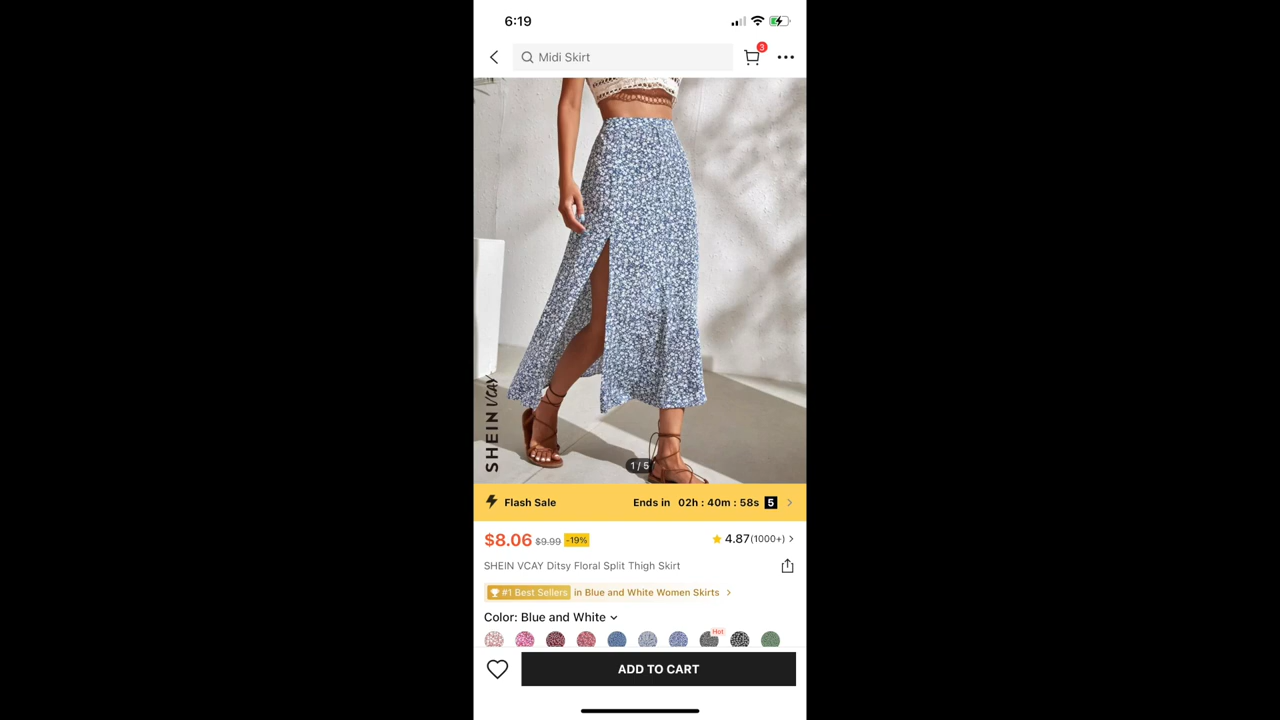 6:19
Midi Skirt
3
SHEIN VCAY
1/5
Flash Sale
Ends in 02h : 40m : 58s 5
$8.06 $9.99 -19%
4.87(1000+)
SHEIN VCAY Ditsy Floral Split Thigh Skirt
#1 Best Sellers in Blue and White Women Skirts
Color: Blue and White
Hot
ADD TO CART